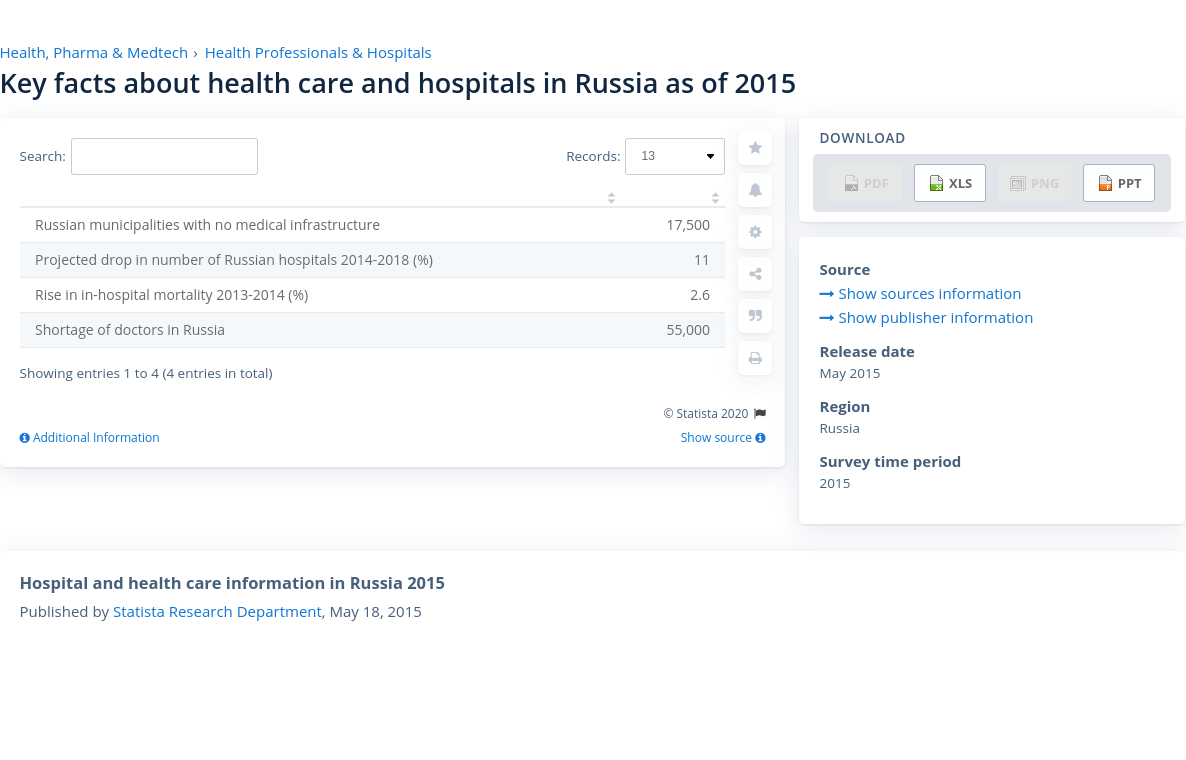 Health, Pharma & Medtech › Health Professionals & Hospitals
Key facts about health care and hospitals in Russia as of 2015
Search:
Records: 13
Russian municipalities with no medical infrastructure 17,500
Projected drop in number of Russian hospitals 2014-2018 (%) 11
Rise in in-hospital mortality 2013-2014 (%) 2.6
Shortage of doctors in Russia 55,000
Showing entries 1 to 4 (4 entries in total)
© Statista 2020
Additional Information
Show source
DOWNLOAD
PDF XLS PNG PPT
Source
Show sources information
Show publisher information
Release date
May 2015
Region
Russia
Survey time period
2015
Hospital and health care information in Russia 2015
Published by Statista Research Department, May 18, 2015